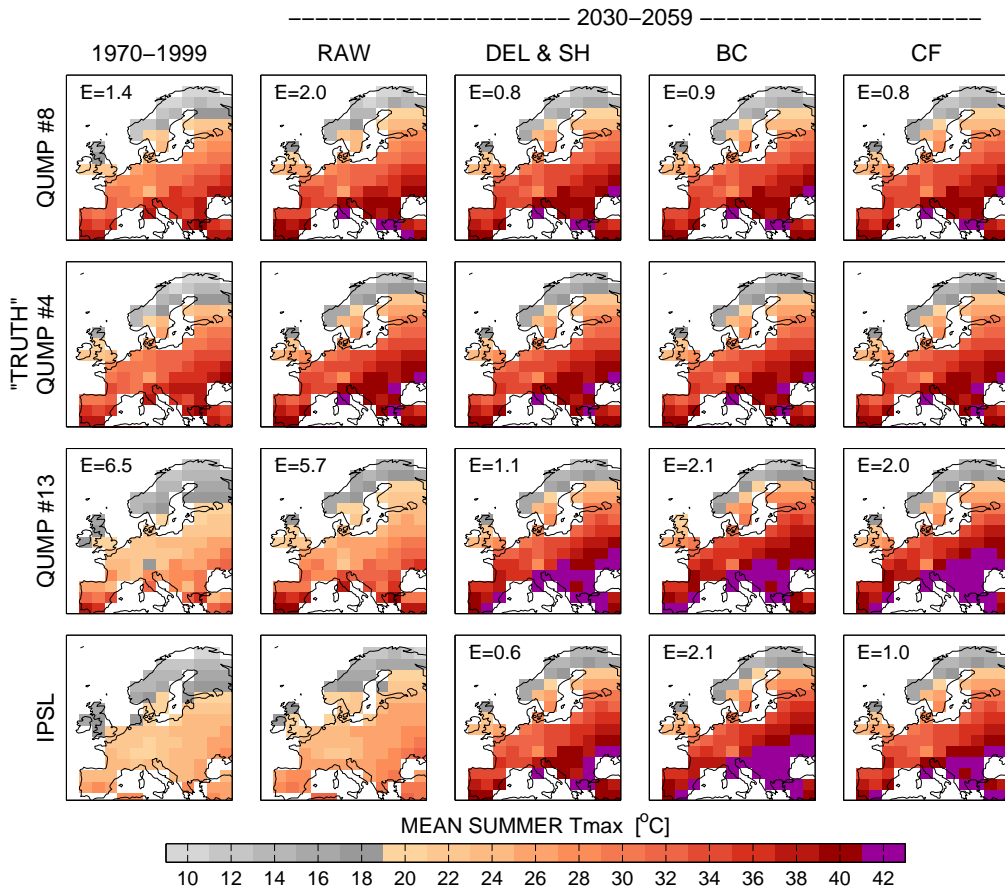 2030−2059
1970−1999 RAW DEL & SH BC CF
QUMP #8
E=1.4 E=2.0 E=0.8 E=0.9 E=0.8
"TRUTH"
QUMP #4
QUMP #13
E=6.5 E=5.7 E=1.1 E=2.1 E=2.0
IPSL
E=0.6 E=2.1 E=1.0
MEAN SUMMER Tmax [°C]
10 12 14 16 18 20 22 24 26 28 30 32 34 36 38 40 42